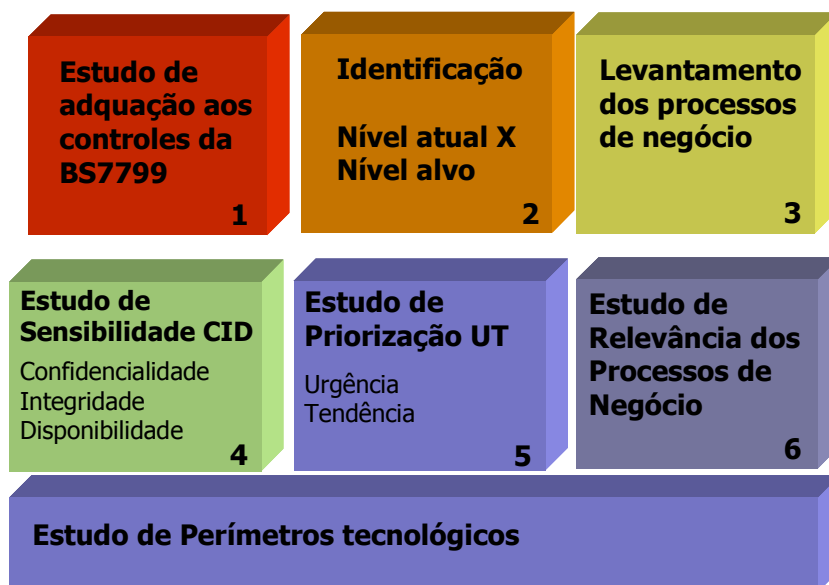 Estudo de
adquação aos
controles da
BS7799
1
Identificação
Nível atual X
Nível alvo
2
Levantamento
dos processos
de negócio
3
Estudo de
Sensibilidade CID
Confidencialidade
Integridade
Disponibilidade
4
Estudo de
Priorização UT
Urgência
Tendência
5
Estudo de
Relevância dos
Processos de
Negócio
6
Estudo de Perímetros tecnológicos